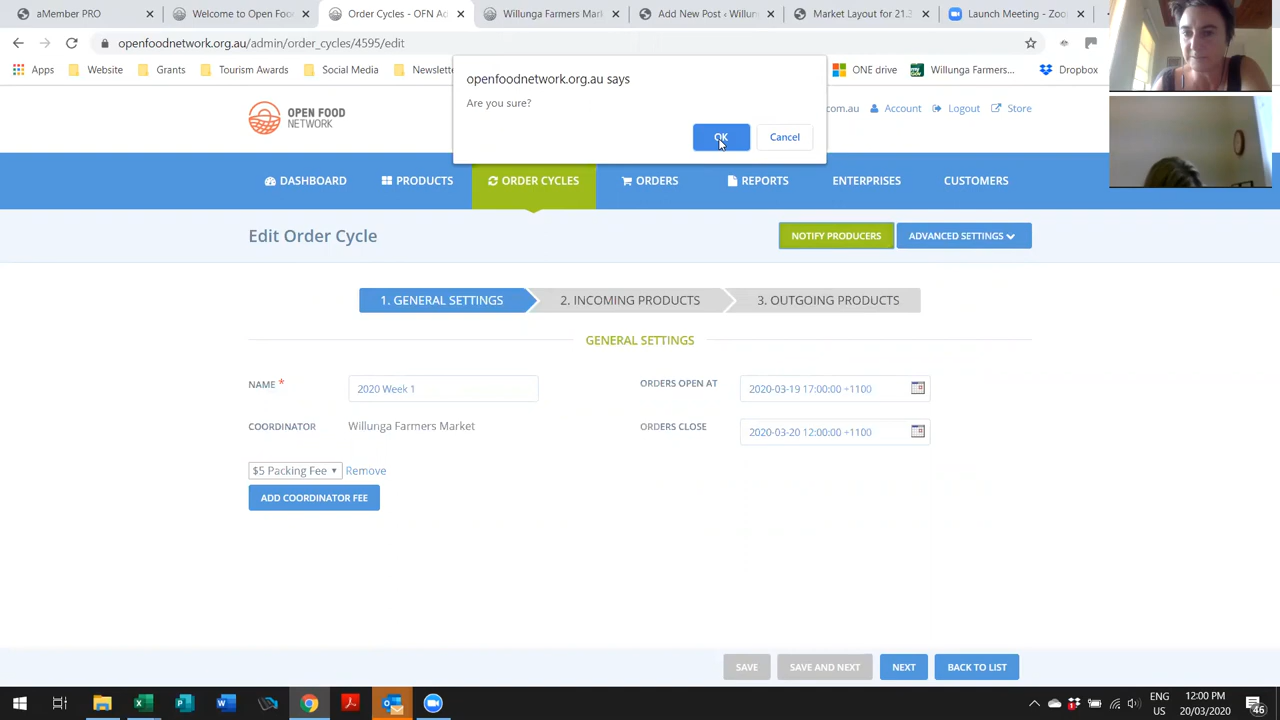 aMember PRO
Welcome to Open Food
Order Cycles - OFN Ad
Willunga Farmers Mark
Add New Post ‹ Willun
Market Layout for 21.3
Launch Meeting - Zoo
openfoodnetwork.org.au/admin/order_cycles/4595/edit
Apps
Website
Grants
Tourism Awards
Social Media
Newslette
ONE drive
Willunga Farmers...
Dropbox
openfoodnetwork.org.au says
Are you sure?
OK
Cancel
OPEN FOOD
NETWORK
com.au
Account
Logout
Store
DASHBOARD
PRODUCTS
ORDER CYCLES
ORDERS
REPORTS
ENTERPRISES
CUSTOMERS
Edit Order Cycle
NOTIFY PRODUCERS
ADVANCED SETTINGS
1. GENERAL SETTINGS
2. INCOMING PRODUCTS
3. OUTGOING PRODUCTS
GENERAL SETTINGS
NAME *
2020 Week 1
ORDERS OPEN AT
2020-03-19 17:00:00 +1100
COORDINATOR
Willunga Farmers Market
ORDERS CLOSE
2020-03-20 12:00:00 +1100
$5 Packing Fee
Remove
ADD COORDINATOR FEE
SAVE
SAVE AND NEXT
NEXT
BACK TO LIST
ENG
US
12:00 PM
20/03/2020
46